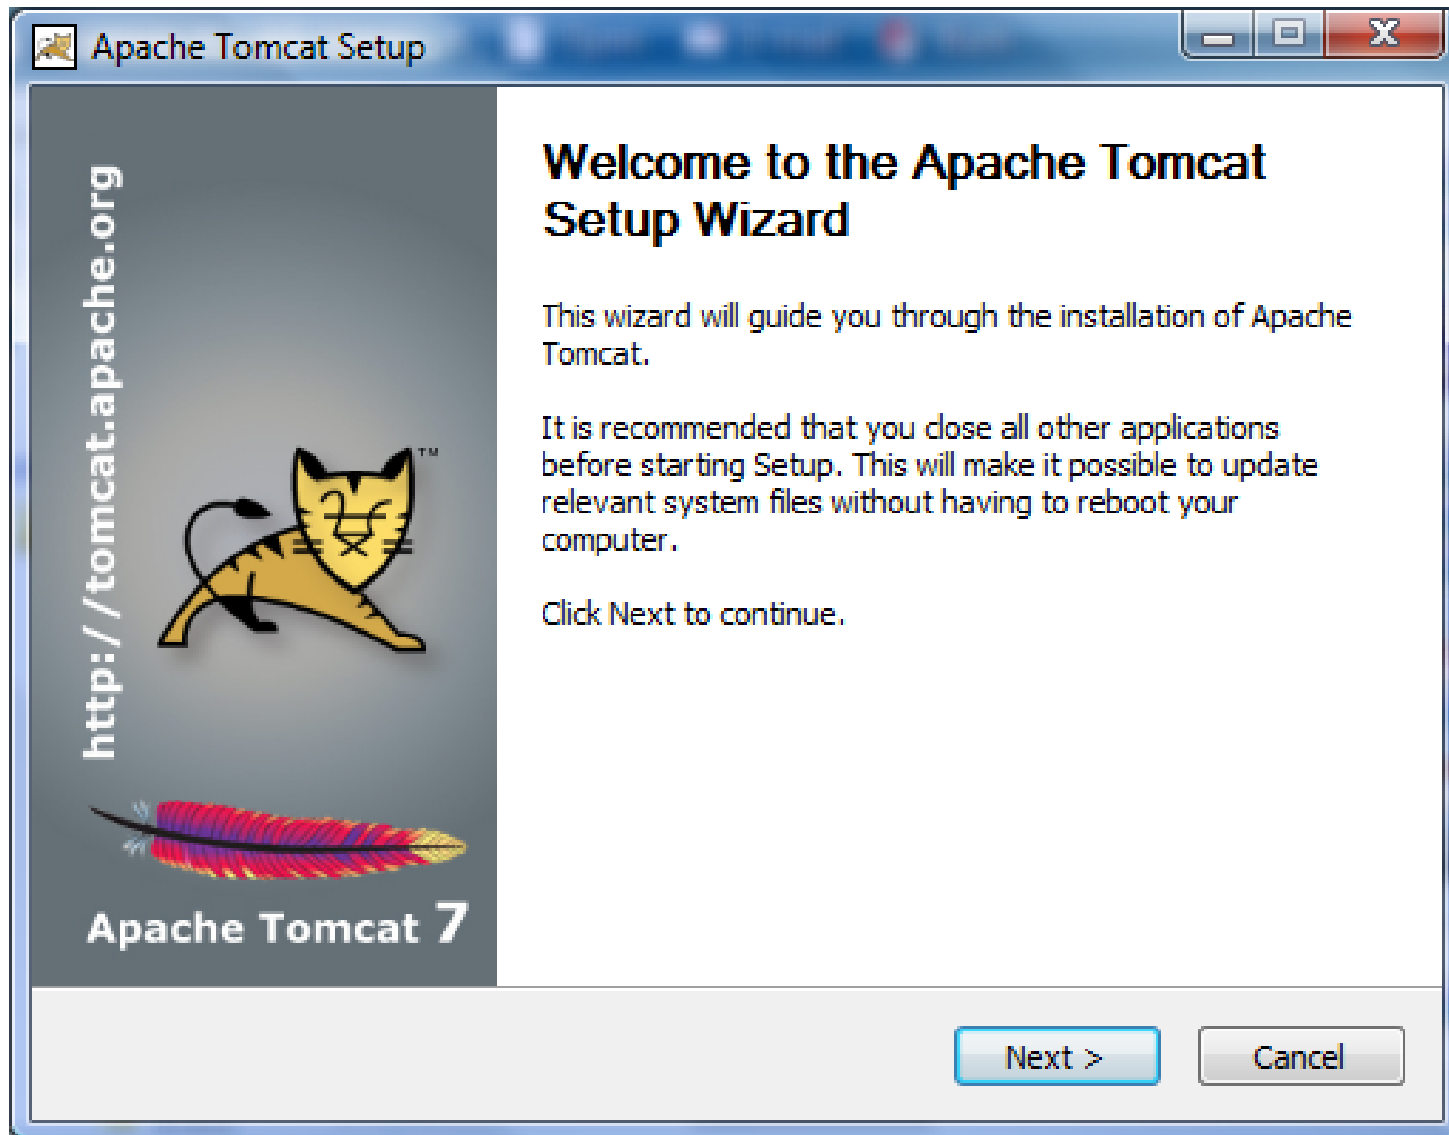 Apache Tomcat Setup
http://tomcat.apache.org
TM
Apache Tomcat 7
Welcome to the Apache Tomcat
Setup Wizard
This wizard will guide you through the installation of Apache
Tomcat.
It is recommended that you close all other applications
before starting Setup. This will make it possible to update
relevant system files without having to reboot your
computer.
Click Next to continue.
Next >
Cancel